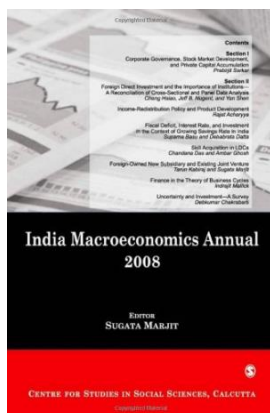 Copyrighted Material
Contents
Section I
Corporate Governance, Stock Market Development,
and Private Capital Accumulation
Prabirjit Sarkar
Section II
Foreign Direct Investment and the Importance of Institutions—
A Reconciliation of Cross-Sectional and Panel Data Analysis
Cheng Hsiao, Jeff B. Nugent, and Yan Shen
Income-Redistribution Policy and Product Development
Rajat Acharyya
Fiscal Deficit, Interest Rate, and Investment
in the Context of Growing Savings Rate in India
Suparna Basu and Debabrata Datta
Skill Acquisition in LDCs
Chandana Das and Ambar Ghosh
Foreign-Owned New Subsidiary and Existing Joint Venture
Tarun Kabiraj and Sugata Marjit
Finance in the Theory of Business Cycles
Indrajit Mallick
Uncertainty and Investment—A Survey
Debkumar Chakrabarti
India Macroeconomics Annual
2008
EDITOR
SUGATA MARJIT
CENTRE FOR STUDIES IN SOCIAL SCIENCES, CALCUTTA